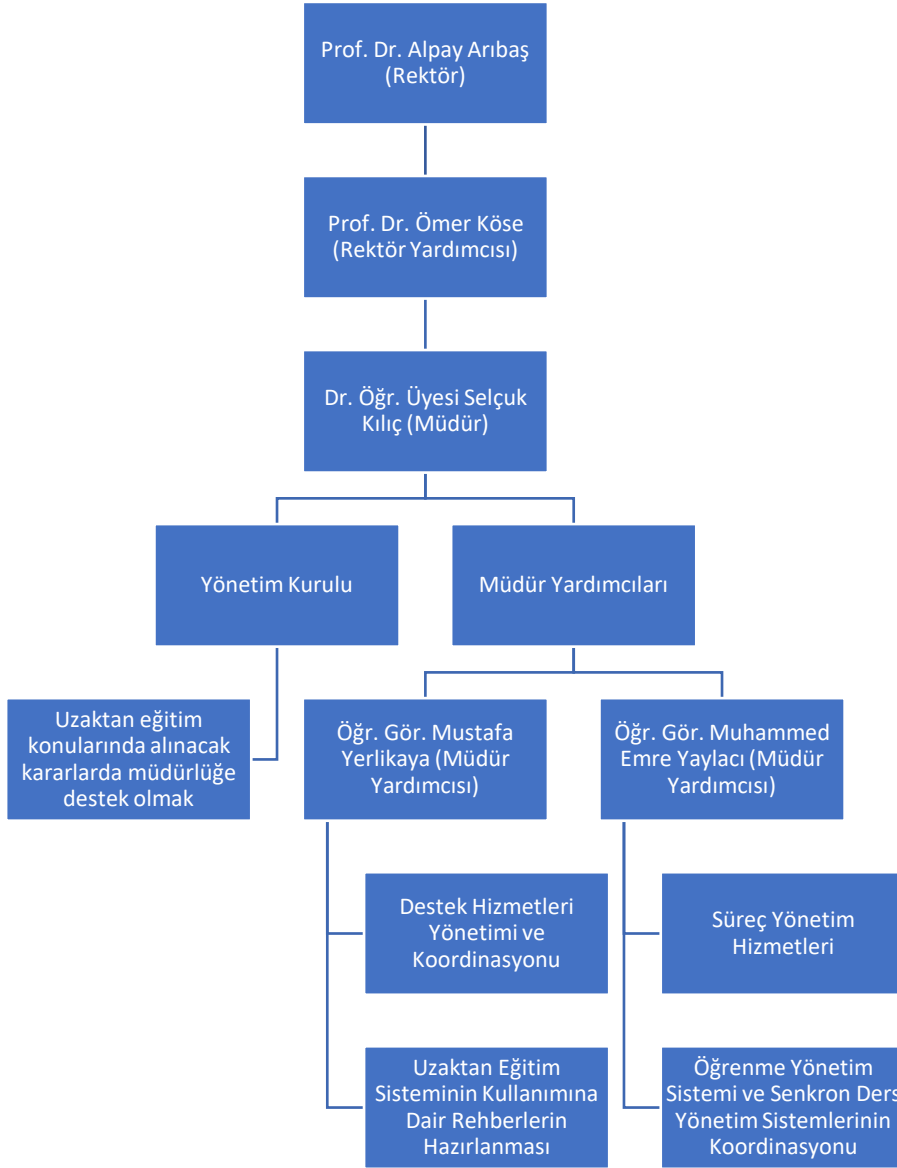 Prof. Dr. Alpay Arıbaş
(Rektör)
Prof. Dr. Ömer Köse
(Rektör Yardımcısı)
Dr. Öğr. Üyesi Selçuk
Kılıç (Müdür)
Yönetim Kurulu
Müdür Yardımcıları
Uzaktan eğitim
konularında alınacak
kararlarda müdürlüğe
destek olmak
Öğr. Gör. Mustafa
Yerlikaya (Müdür
Yardımcısı)
Öğr. Gör. Muhammed
Emre Yaylacı (Müdür
Yardımcısı)
Destek Hizmetleri
Yönetimi ve
Koordinasyonu
Süreç Yönetim
Hizmetleri
Uzaktan Eğitim
Sisteminin Kullanımına
Dair Rehberlerin
Hazırlanması
Öğrenme Yönetim
Sistemi ve Senkron Ders
Yönetim Sistemlerinin
Koordinasyonu